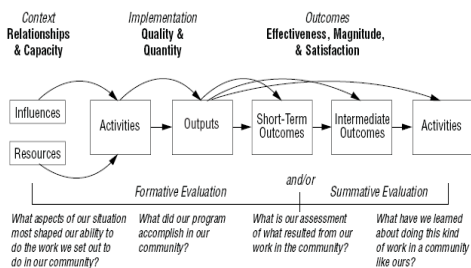 Context
Relationships
& Capacity
Implementation
Quality &
Quantity
Outcomes
Effectiveness, Magnitude,
& Satisfaction
Influences
Resources
Activities
Outputs
Short-Term
Outcomes
Intermediate
Outcomes
Activities
and/or
Formative Evaluation
Summative Evaluation
What aspects of our situation
most shaped our ability to
do the work we set out to
do in our community?
What did our program
accomplish in our
community?
What is our assessment
of what resulted from our
work in the community?
What have we learned
about doing this kind
of work in a community
like ours?